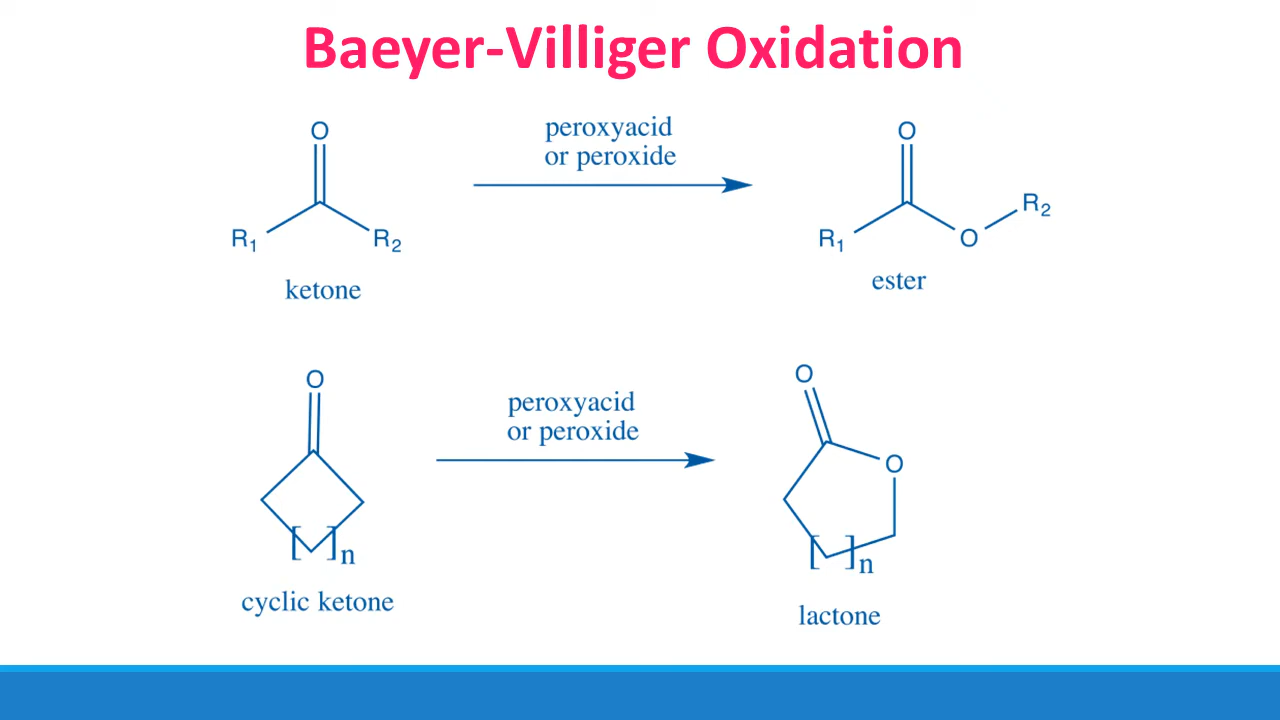 Baeyer-Villiger Oxidation
O
peroxyacid
or peroxide
O
R1
R2
R1
O
R2
ketone
ester
O
peroxyacid
or peroxide
O
O
[ ]n
[ ]n
cyclic ketone
lactone